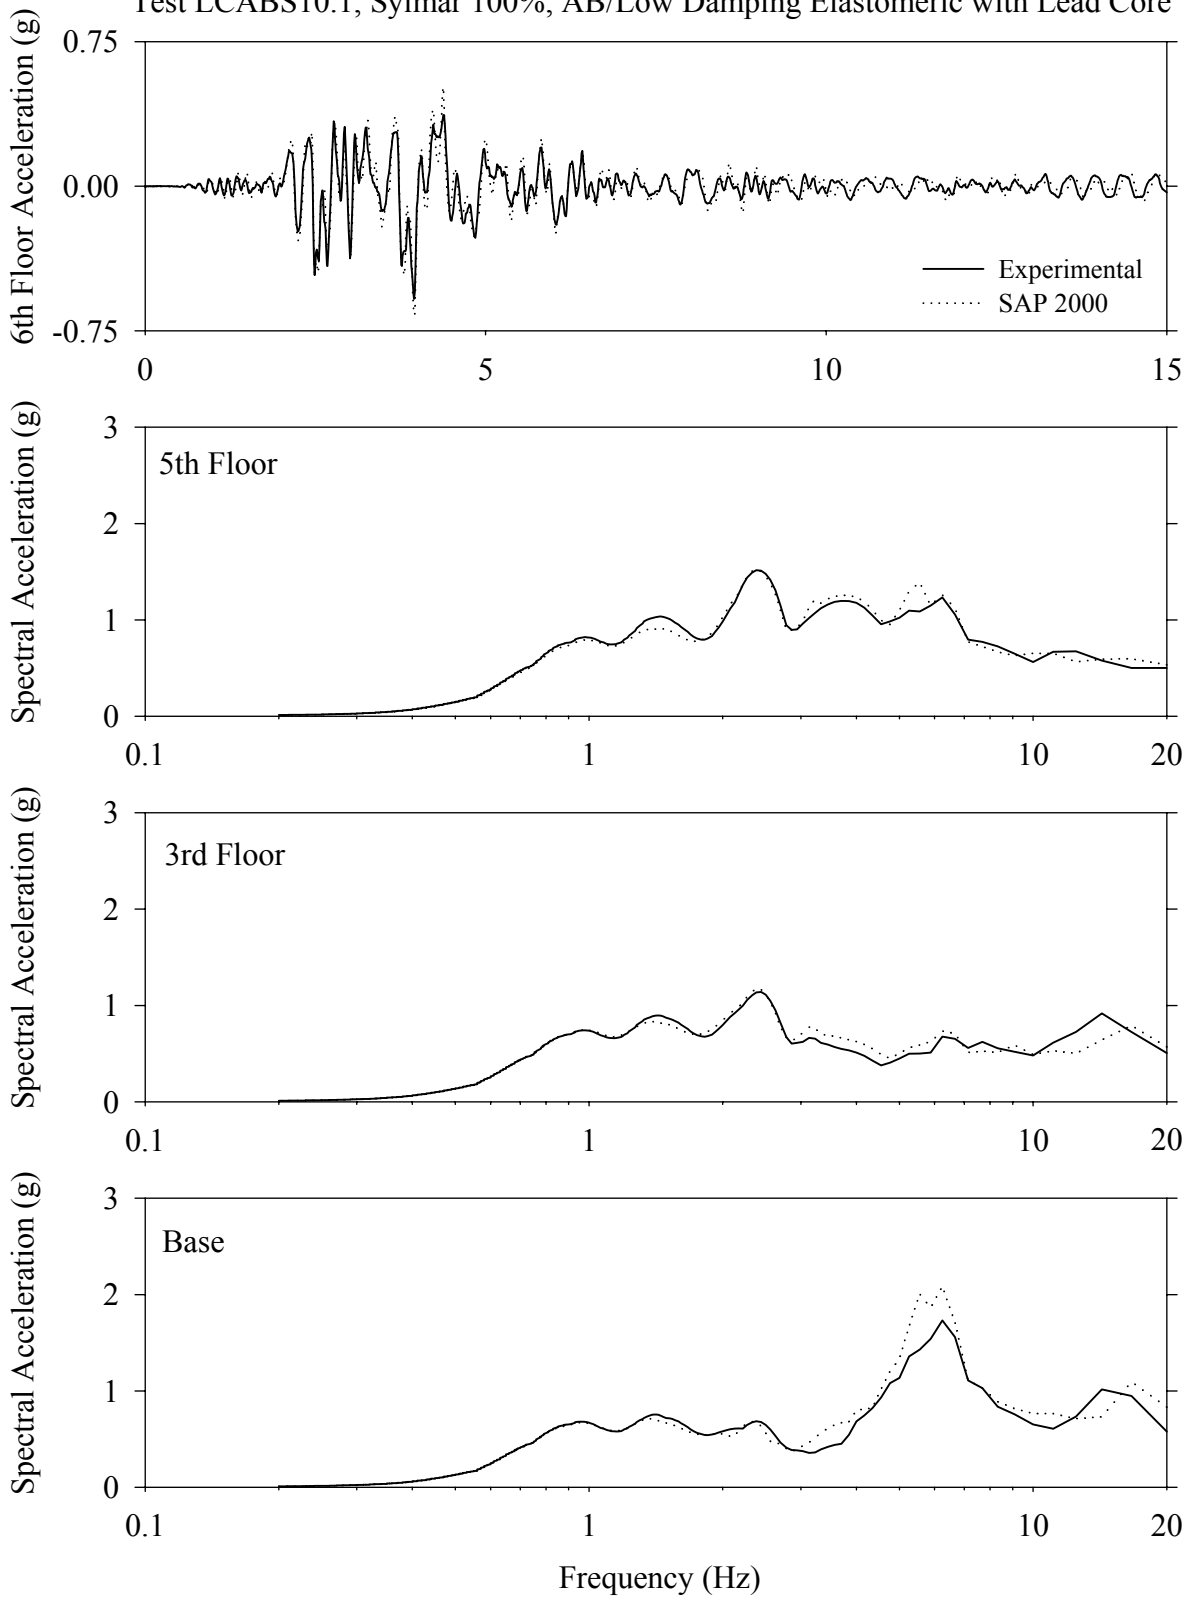 Test LCABS10.1, Sylmar 100%, AB/Low Damping Elastomeric with Lead Core
6th Floor Acceleration (g)
0.75
0.00
-0.75
Experimental
SAP 2000
0 5 10 15
Spectral Acceleration (g)
3
2
1
0
5th Floor
0.1 1 10 20
Spectral Acceleration (g)
3
2
1
0
3rd Floor
0.1 1 10 20
Spectral Acceleration (g)
3
2
1
0
Base
0.1 1 10 20
Frequency (Hz)